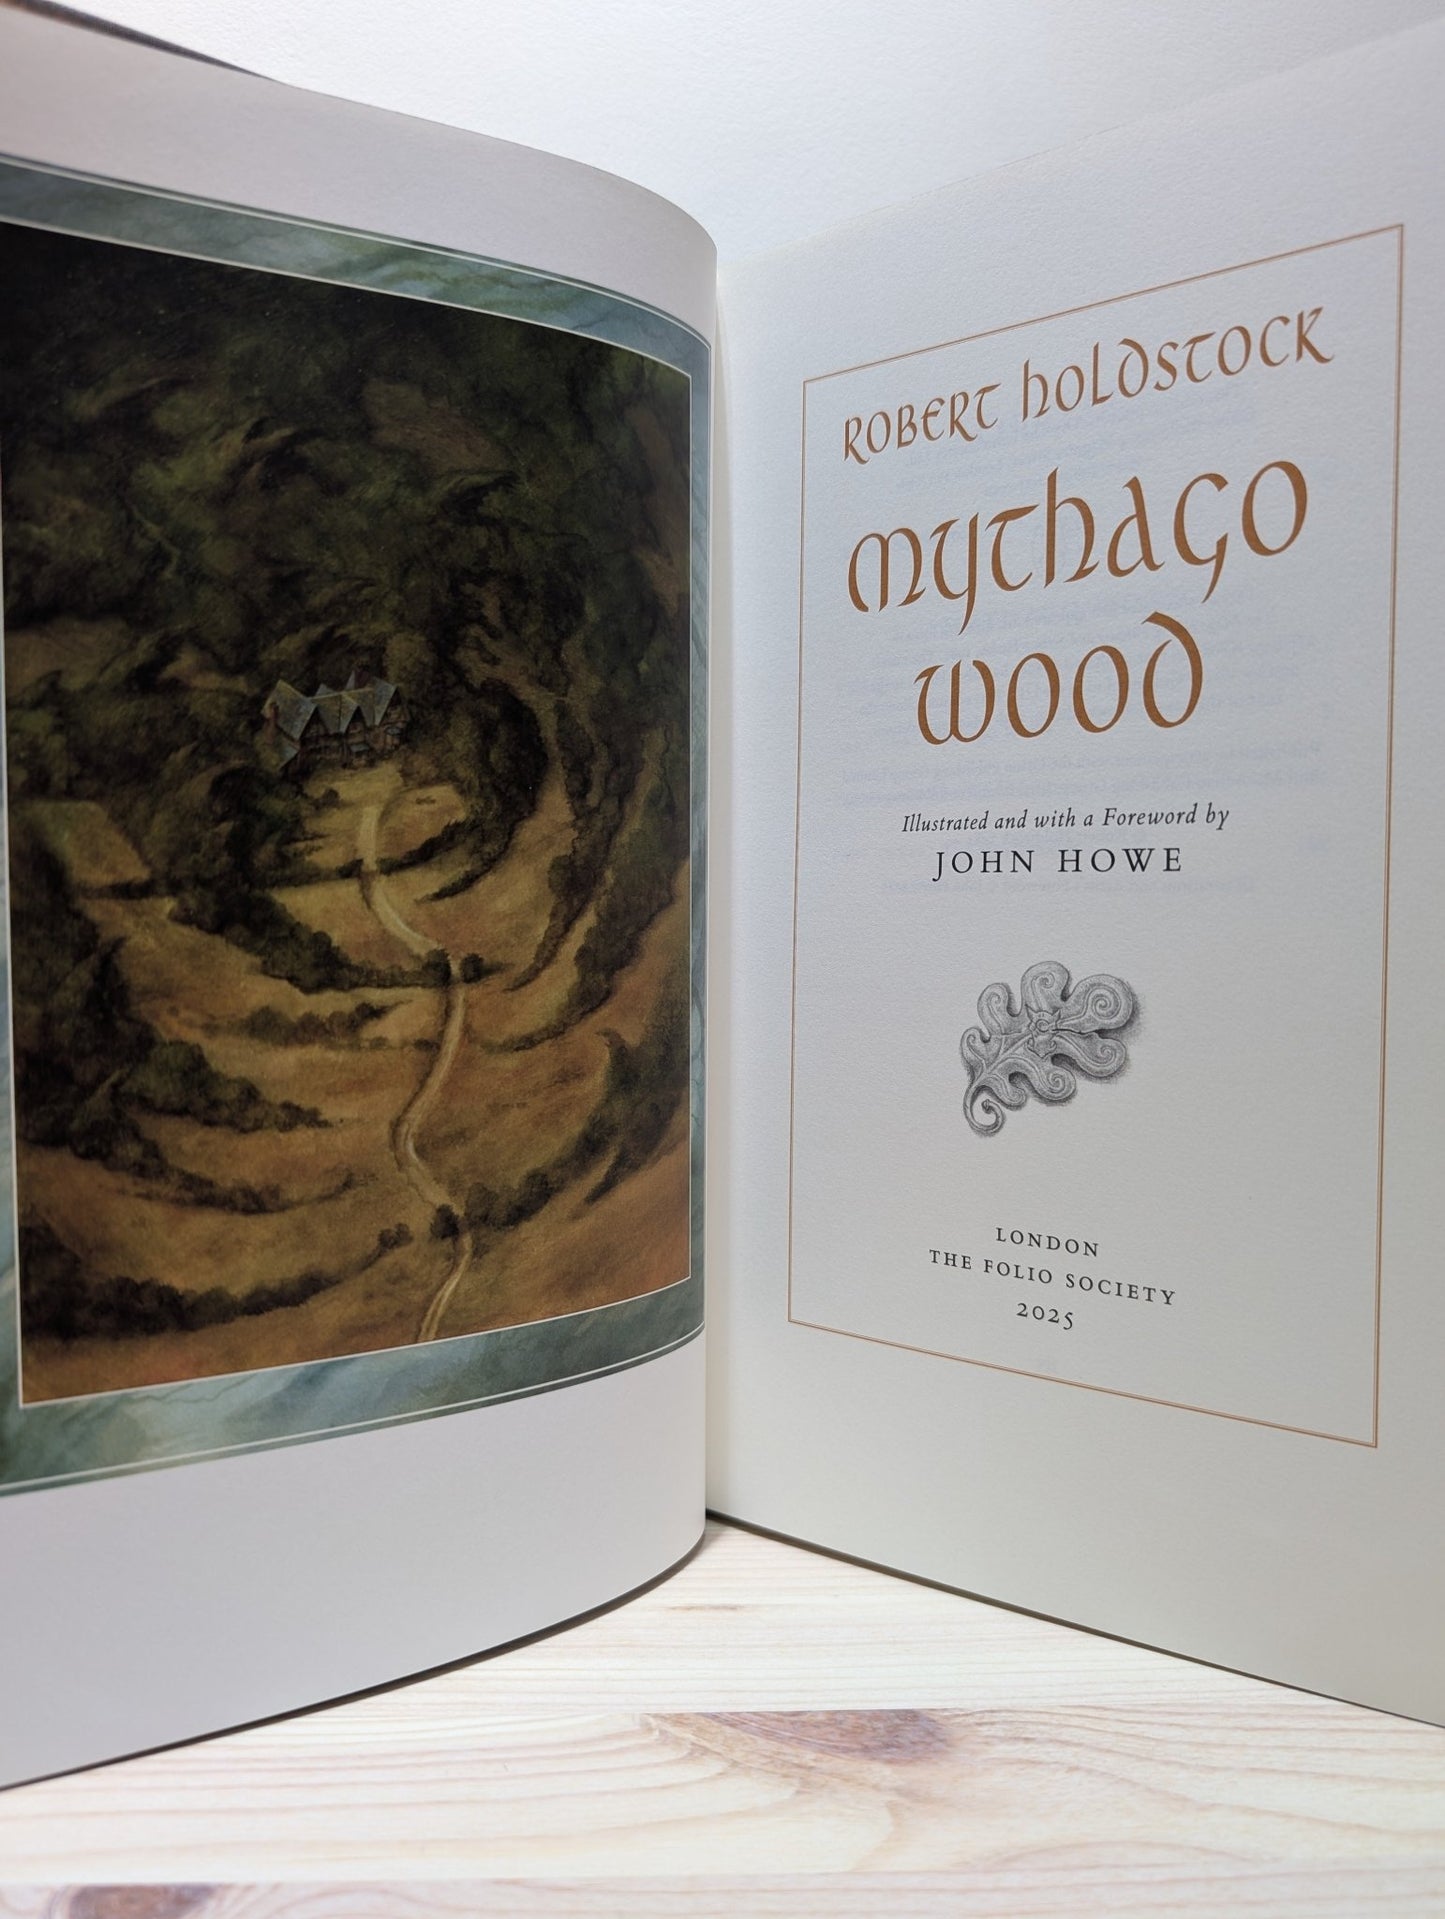 ROBERT HOLDSTOCK
MYTHAGO
WOOD
Illustrated and with a Foreword by
JOHN HOWE
LONDON
THE FOLIO SOCIETY
2025